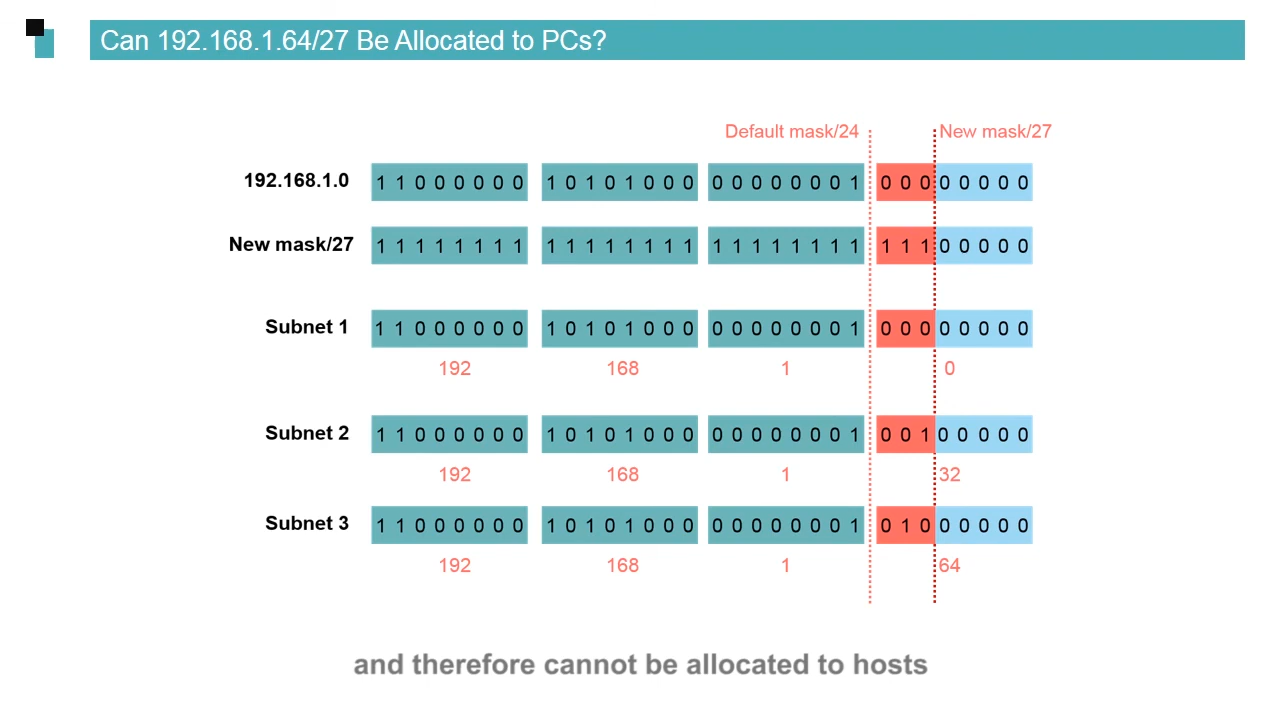 Can 192.168.1.64/27 Be Allocated to PCs?
Default mask/24 New mask/27
192.168.1.0 1 1 0 0 0 0 0 0 1 0 1 0 1 0 0 0 0 0 0 0 0 0 0 1 0 0 0 0 0 0 0 0
New mask/27 1 1 1 1 1 1 1 1 1 1 1 1 1 1 1 1 1 1 1 1 1 1 1 1 1 1 1 0 0 0 0 0
Subnet 1 1 1 0 0 0 0 0 0 1 0 1 0 1 0 0 0 0 0 0 0 0 0 0 1 0 0 0 0 0 0 0 0
192 168 1 0
Subnet 2 1 1 0 0 0 0 0 0 1 0 1 0 1 0 0 0 0 0 0 0 0 0 0 1 0 0 1 0 0 0 0 0
192 168 1 32
Subnet 3 1 1 0 0 0 0 0 0 1 0 1 0 1 0 0 0 0 0 0 0 0 0 0 1 0 1 0 0 0 0 0 0
192 168 1 64
and therefore cannot be allocated to hosts